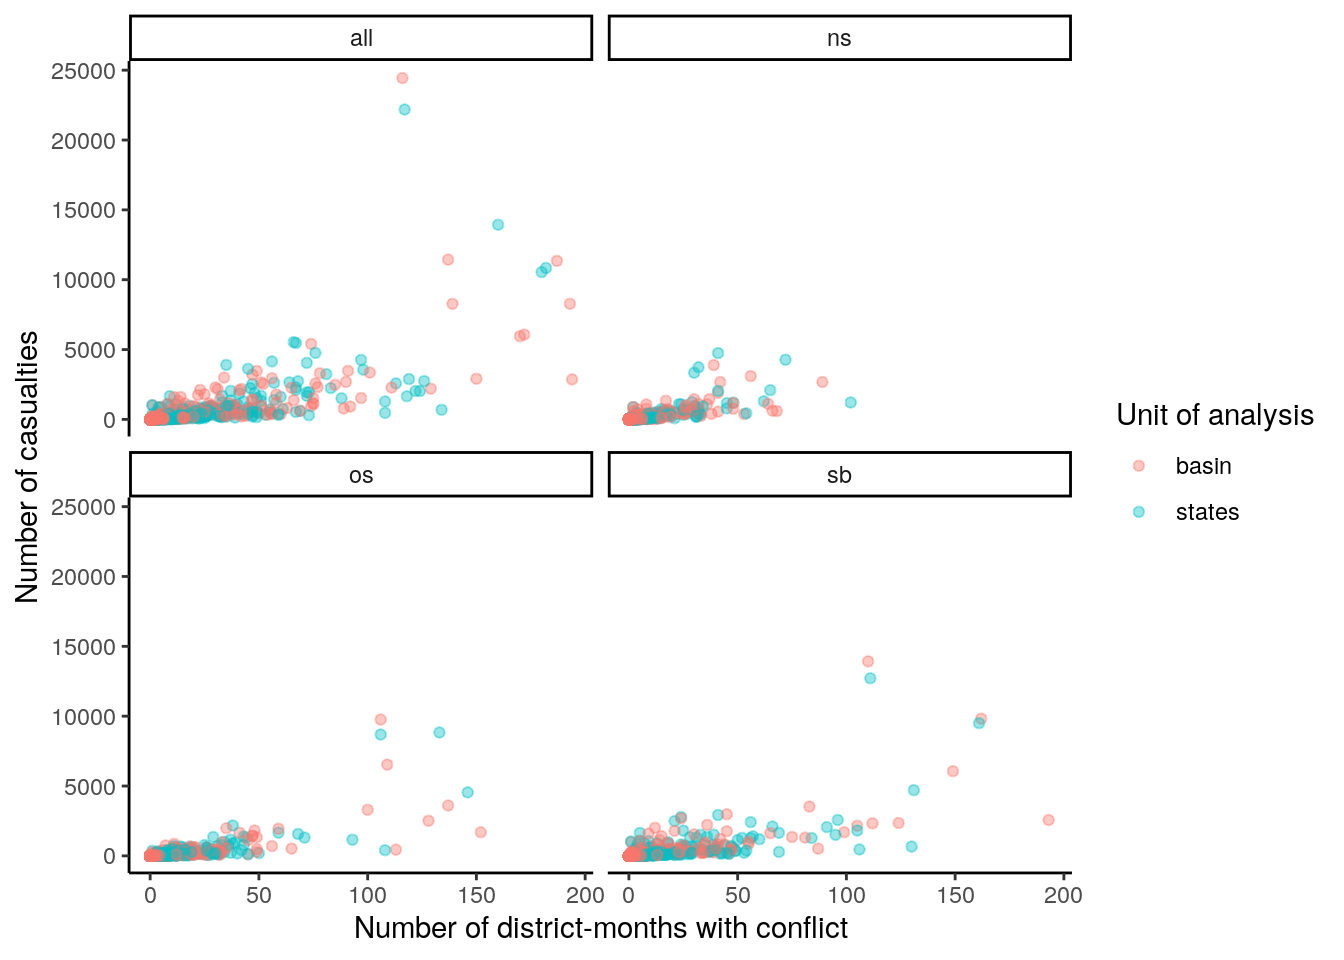 all
ns
25000
20000
15000
10000
5000
0
os
sb
25000
20000
15000
10000
5000
0
0
50
100
150
200
0
50
100
150
200
Number of district-months with conflict
Number of casualties
Unit of analysis
basin
states